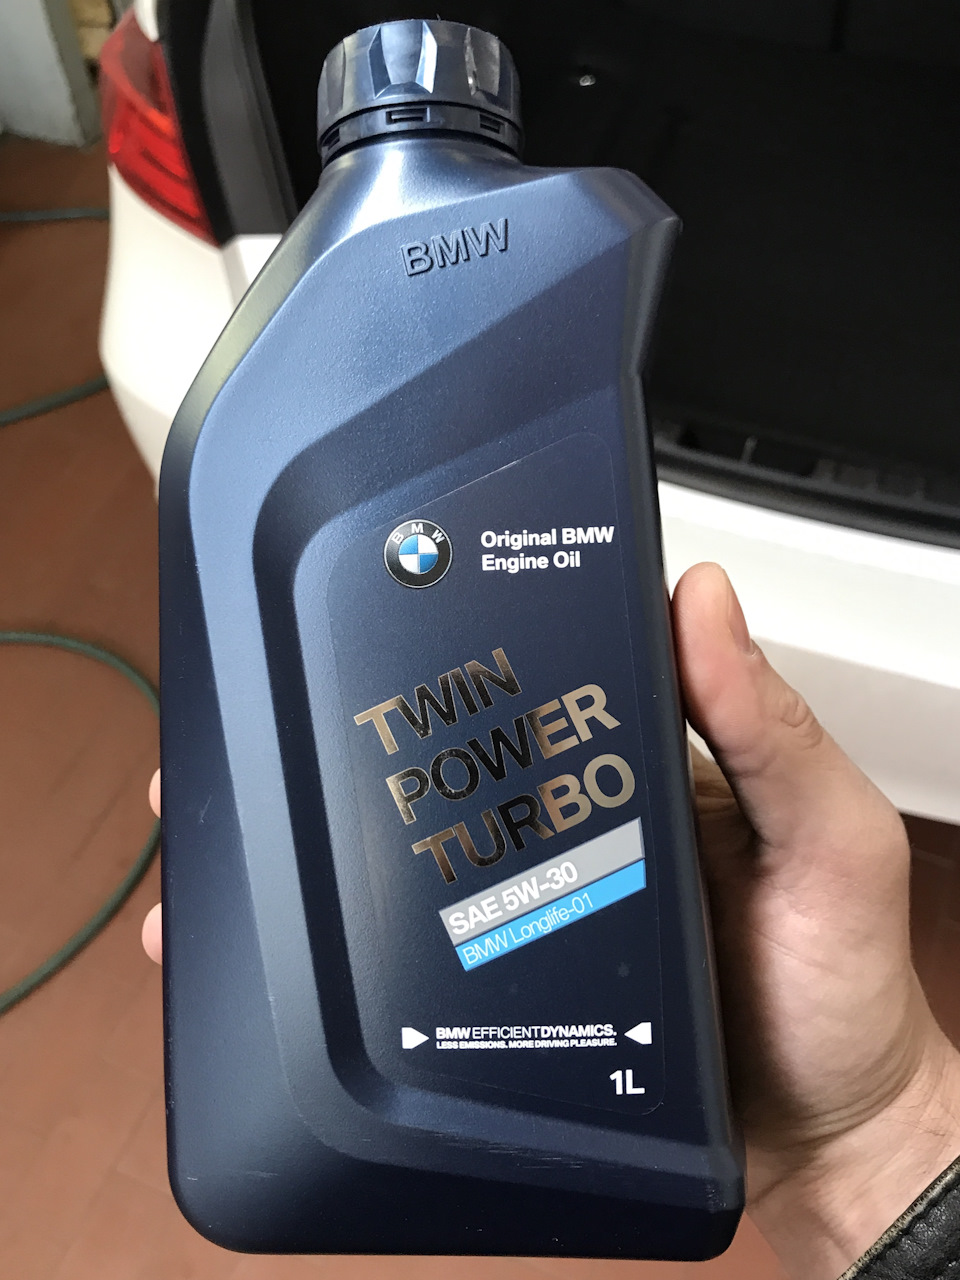 BMW
BMW
Original BMW
Engine Oil
TWIN
POWER
TURBO
SAE 5W-30
BMW Longlife-01
BMW EFFICIENTDYNAMICS.
LESS EMISSIONS. MORE DRIVING PLEASURE.
1L